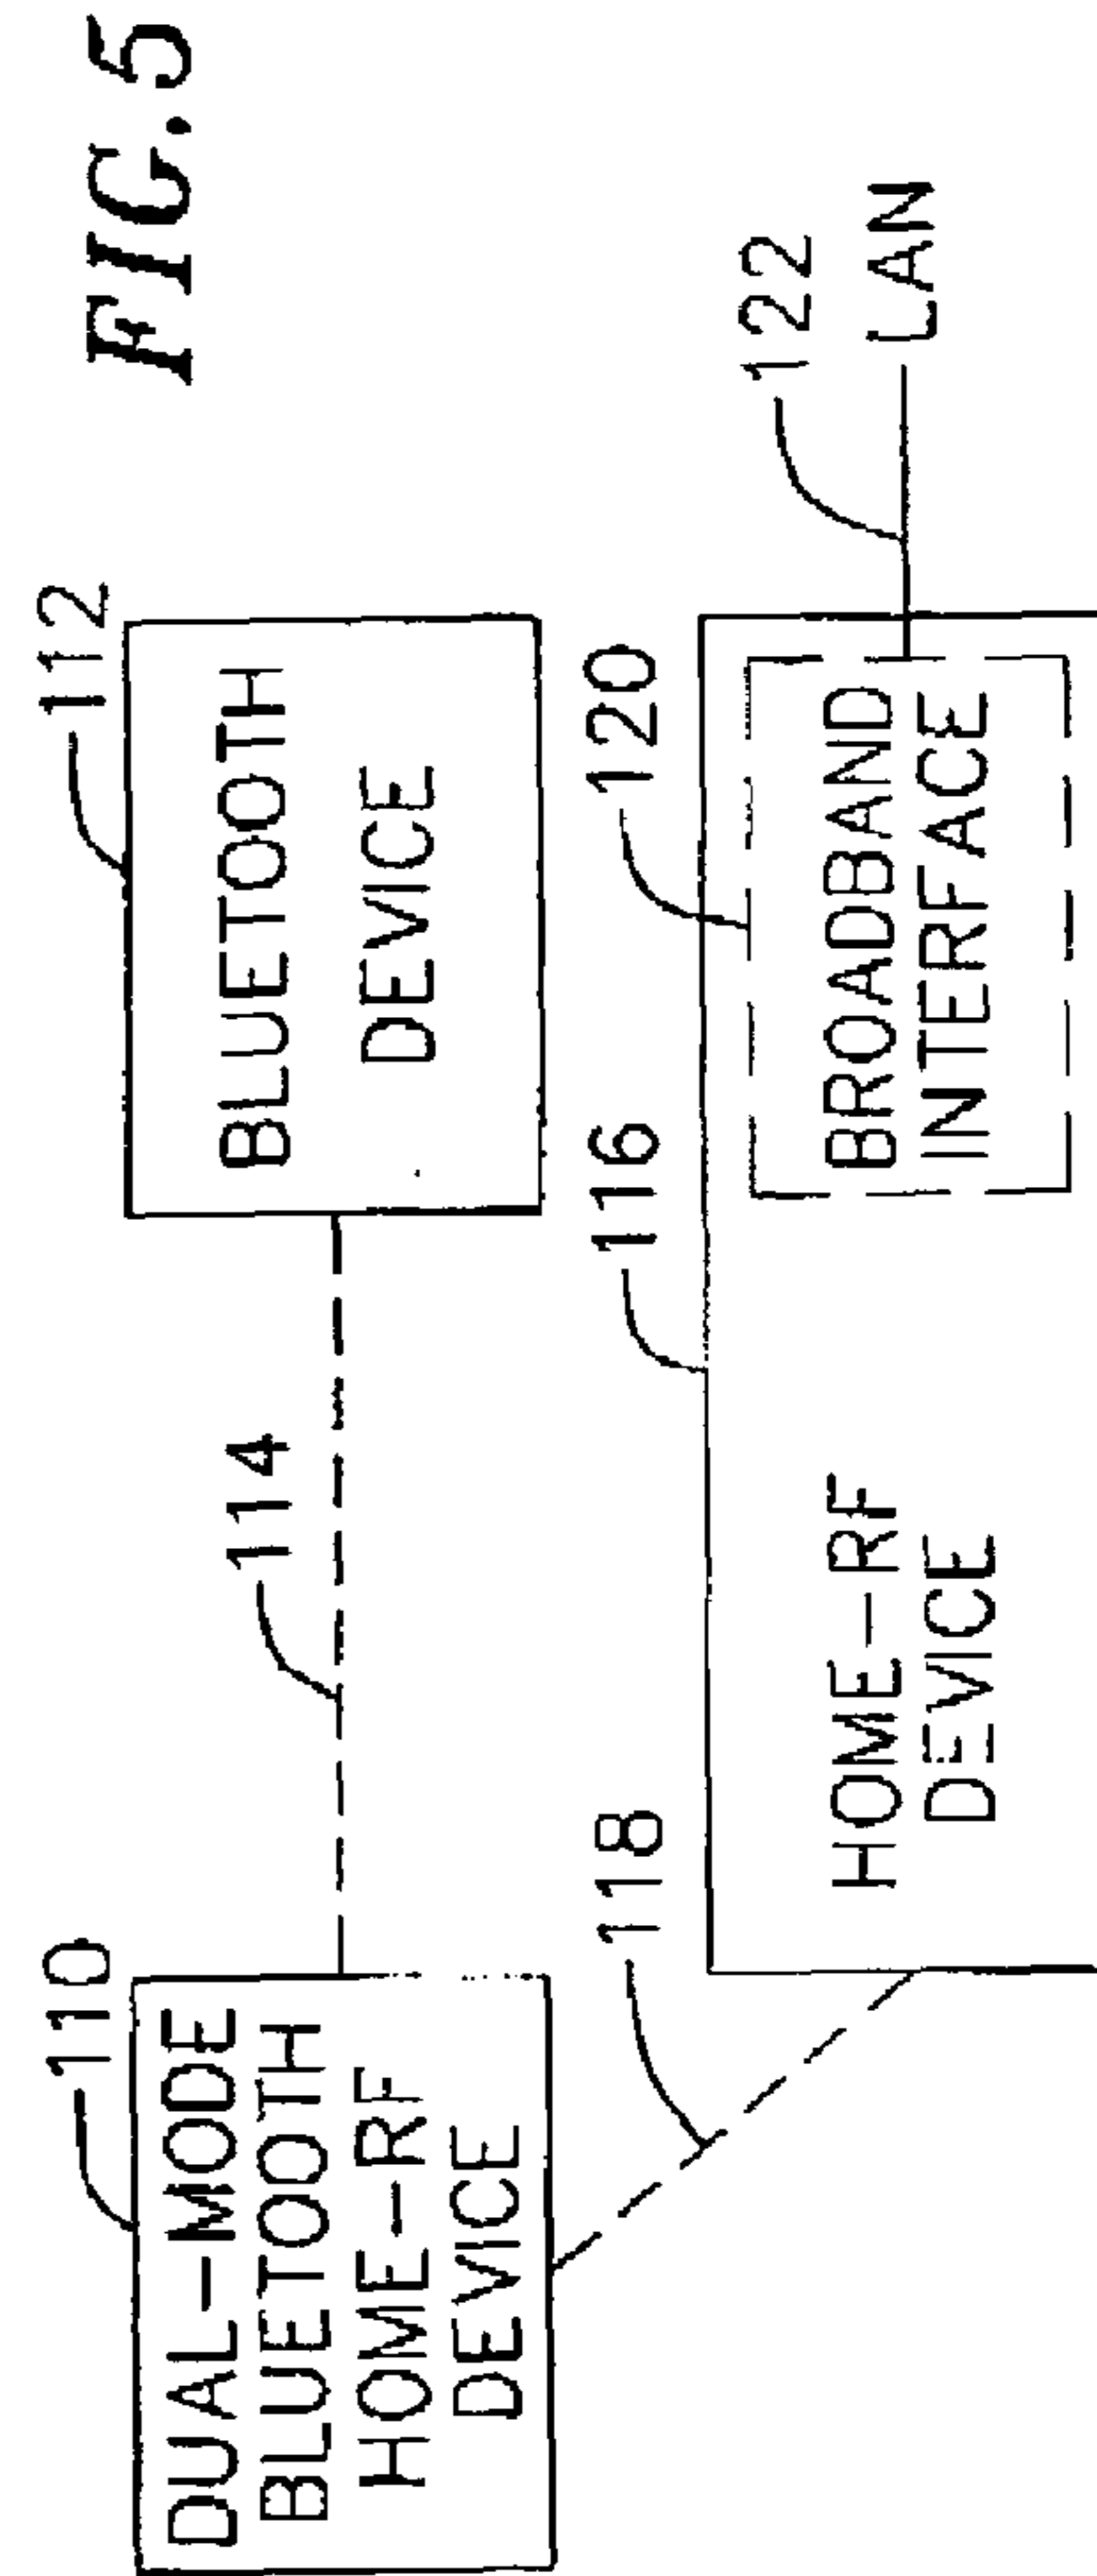 FIG.5
110
DUAL-MODE
BLUETOOTH
HOME-RF
DEVICE
114
112
BLUETOOTH
DEVICE
118
116
HOME-RF
DEVICE
120
BROADBAND
INTERFACE
122
LAN